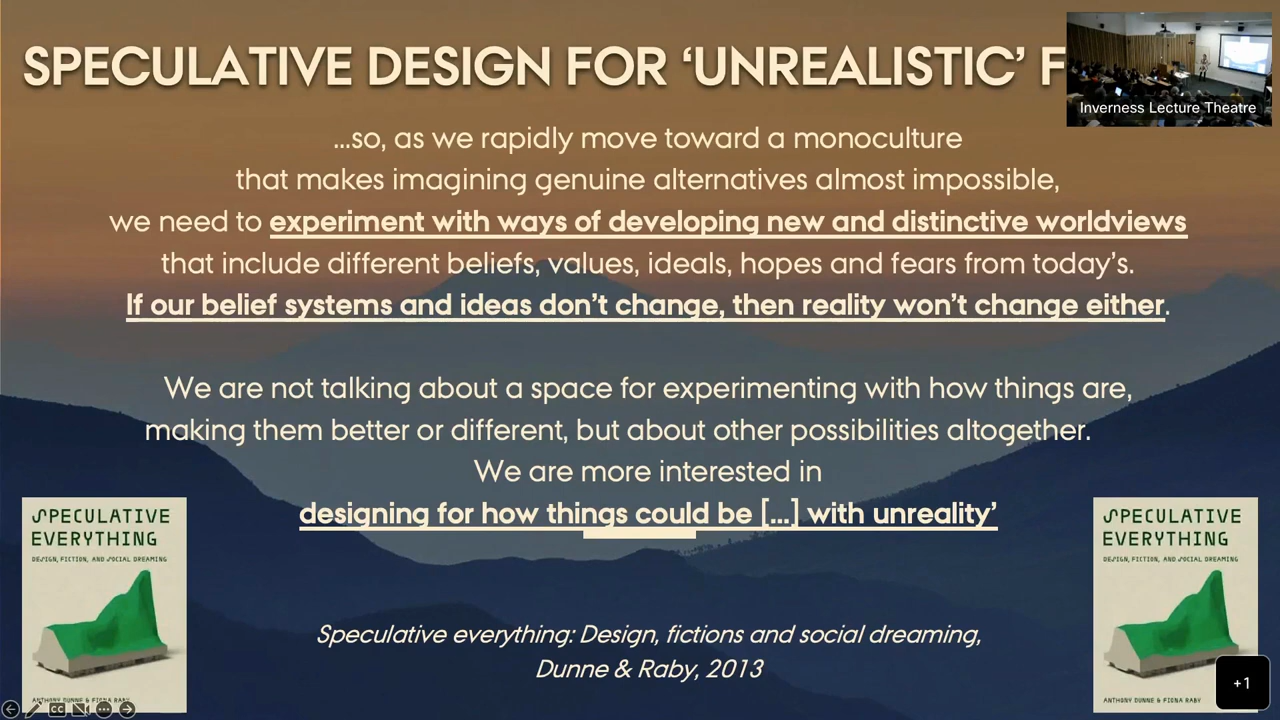 SPECULATIVE DESIGN FOR ‘UNREALISTIC’ F
Inverness Lecture Theatre
...so, as we rapidly move toward a monoculture
that makes imagining genuine alternatives almost impossible,
we need to experiment with ways of developing new and distinctive worldviews
that include different beliefs, values, ideals, hopes and fears from today’s.
If our belief systems and ideas don’t change, then reality won’t change either.
We are not talking about a space for experimenting with how things are,
making them better or different, but about other possibilities altogether.
We are more interested in
designing for how things could be [...] with unreality’
SPECULATIVE
EVERYTHING
DESIGN, FICTION, AND SOCIAL DREAMING
ANTHONY DUNNE & FIONA RABY
SPECULATIVE
EVERYTHING
DESIGN, FICTION, AND SOCIAL DREAMING
ANTHONY DUNNE & FIONA RABY
Speculative everything: Design, fictions and social dreaming,
Dunne & Raby, 2013
CC
+1